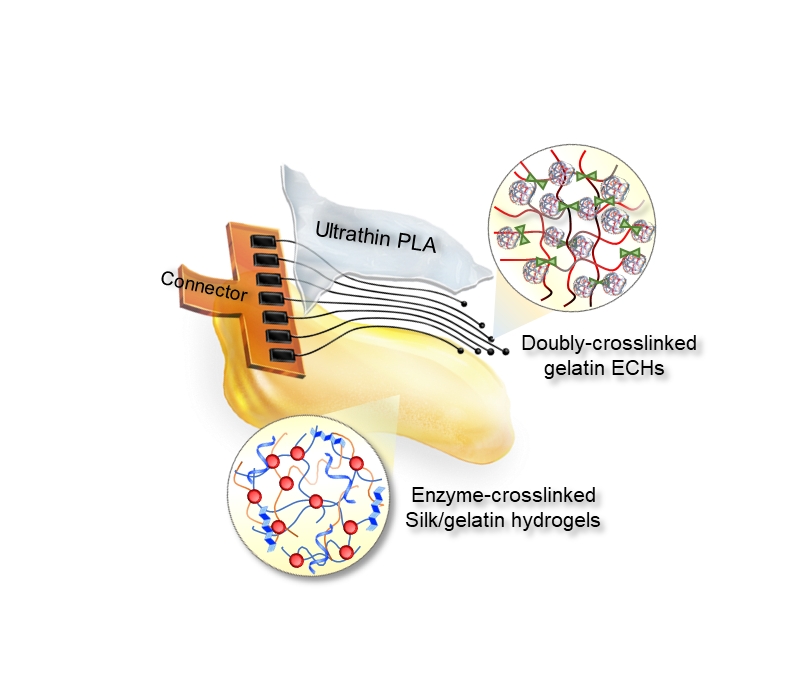 Ultrathin PLA
Connector
Doubly-crosslinked
gelatin ECHs
Enzyme-crosslinked
Silk/gelatin hydrogels